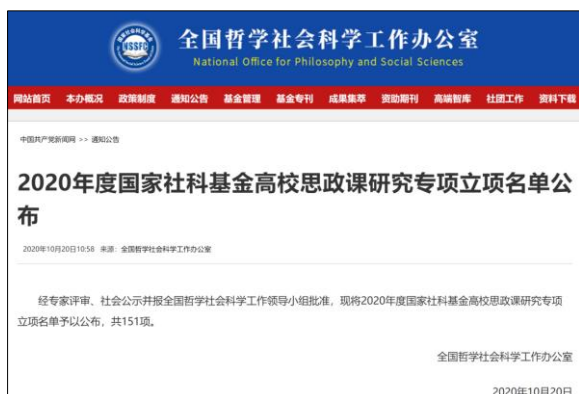 NSSFC
全国哲学社会科学工作办公室
National Office for Philosophy and Social Sciences
网站首页 本办概况 政策制度 通知公告 基金管理 基金专刊 成果集萃 资助期刊 高端智库 社团工作 资料下载
中国共产党新闻网 >> 通知公告
2020年度国家社科基金高校思政课研究专项立项名单公
布
2020年10月20日10:58 来源：全国哲学社会科学工作办公室
经专家评审、社会公示并报全国哲学社会科学工作领导小组批准，现将2020年度国家社科基金高校思政课研究专项
立项名单予以公布，共151项。
全国哲学社会科学工作办公室
2020年10月20日